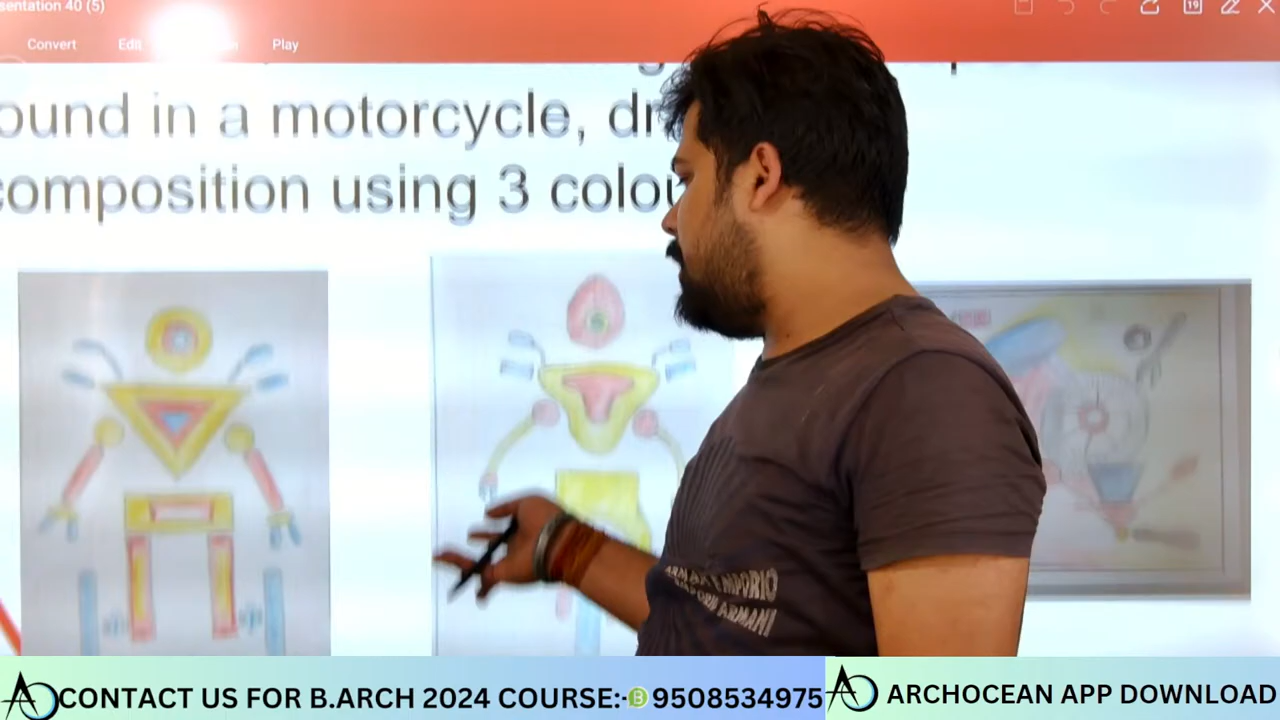 sentation 40 (5)
Convert Edit Play
ound in a motorcycle, dr
composition using 3 colou
EMPORIO
ARMANI
CONTACT US FOR B.ARCH 2024 COURSE:- 9508534975
ARCHOCEAN APP DOWNLOAD